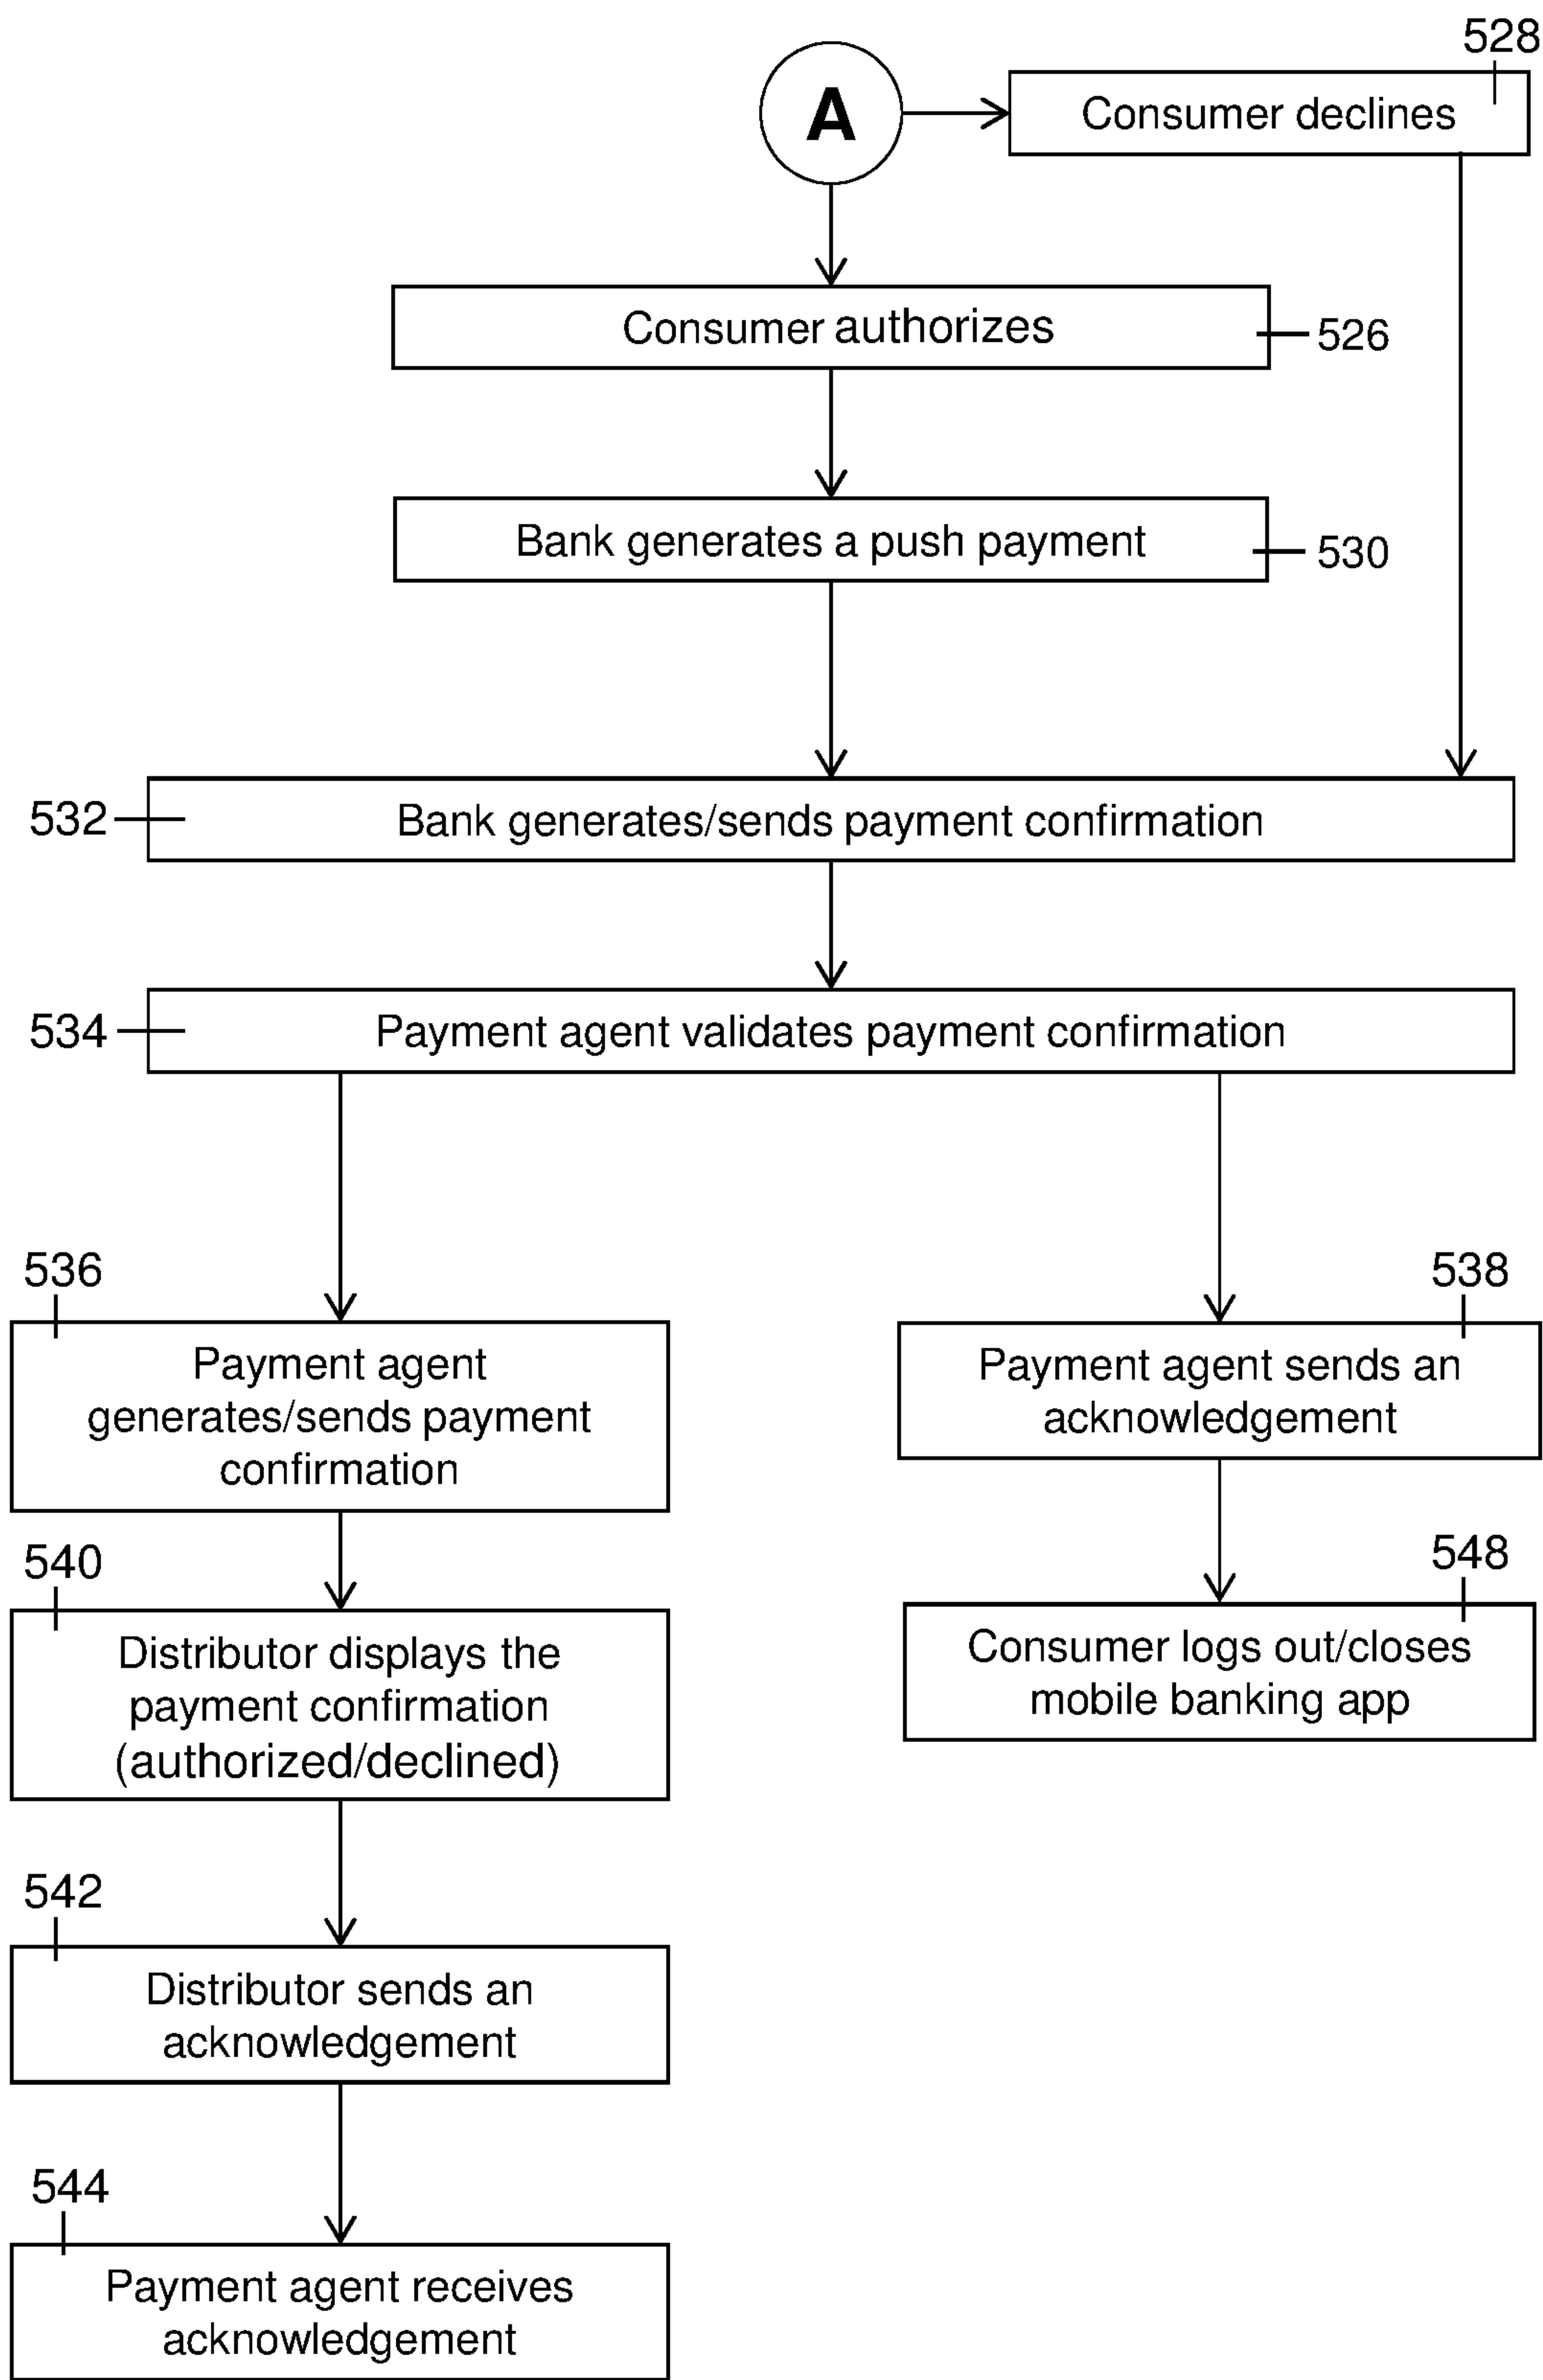 528
A
Consumer declines
Consumer authorizes
526
Bank generates a push payment
530
532
Bank generates/sends payment confirmation
534
Payment agent validates payment confirmation
536
Payment agent
generates/sends payment
confirmation
538
Payment agent sends an
acknowledgement
540
Distributor displays the
payment confirmation
(authorized/declined)
548
Consumer logs out/closes
mobile banking app
542
Distributor sends an
acknowledgement
544
Payment agent receives
acknowledgement